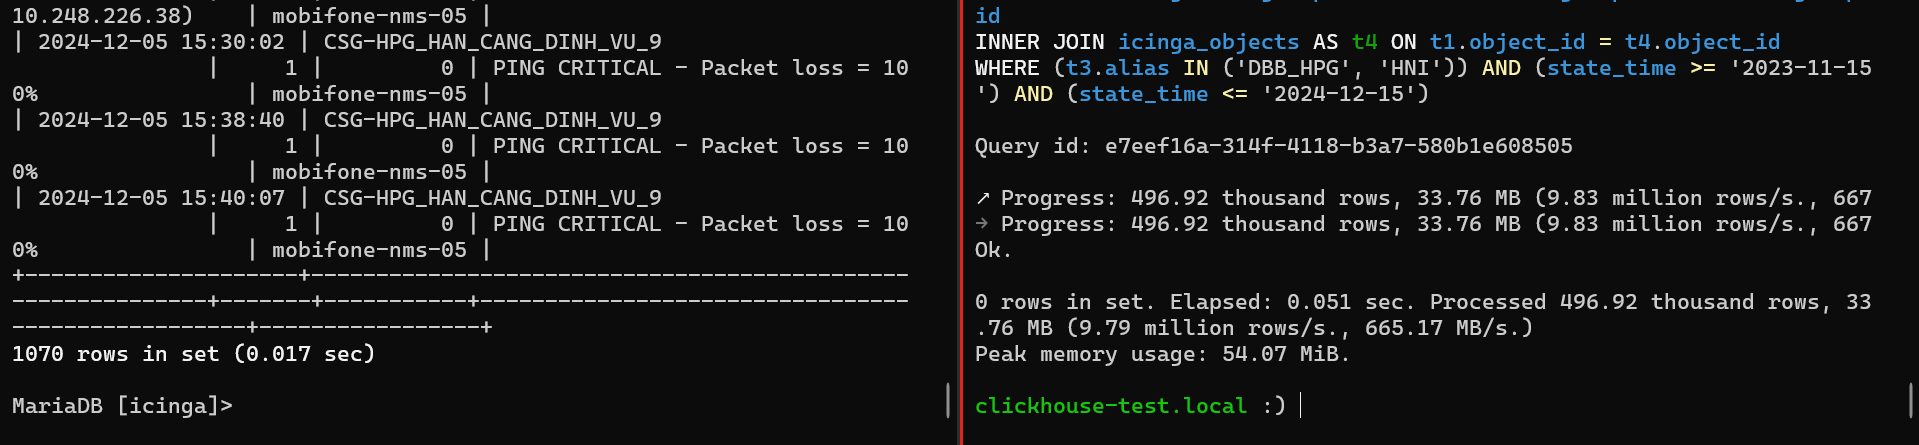 10.248.226.38)    | mobifone-nms-05 |
| 2024-12-05 15:30:02 | CSG-HPG_HAN_CANG_DINH_VU_9
               |     1 |         0 | PING CRITICAL - Packet loss = 10
0%                | mobifone-nms-05 |
| 2024-12-05 15:38:40 | CSG-HPG_HAN_CANG_DINH_VU_9
               |     1 |         0 | PING CRITICAL - Packet loss = 10
0%                | mobifone-nms-05 |
| 2024-12-05 15:40:07 | CSG-HPG_HAN_CANG_DINH_VU_9
               |     1 |         0 | PING CRITICAL - Packet loss = 10
0%                | mobifone-nms-05 |
+---------------------+----------------------------------------------
---------------+-------+-----------+---------------------------------
------------------+-----------------+
1070 rows in set (0.017 sec)
MariaDB [icinga]>
id
INNER JOIN icinga_objects AS t4 ON t1.object_id = t4.object_id
WHERE (t3.alias IN ('DBB_HPG', 'HNI')) AND (state_time >= '2023-11-15
') AND (state_time <= '2024-12-15')
Query id: e7eef16a-314f-4118-b3a7-580b1e608505
↗ Progress: 496.92 thousand rows, 33.76 MB (9.83 million rows/s., 667
→ Progress: 496.92 thousand rows, 33.76 MB (9.83 million rows/s., 667
Ok.
0 rows in set. Elapsed: 0.051 sec. Processed 496.92 thousand rows, 33
.76 MB (9.79 million rows/s., 665.17 MB/s.)
Peak memory usage: 54.07 MiB.
clickhouse-test.local :)